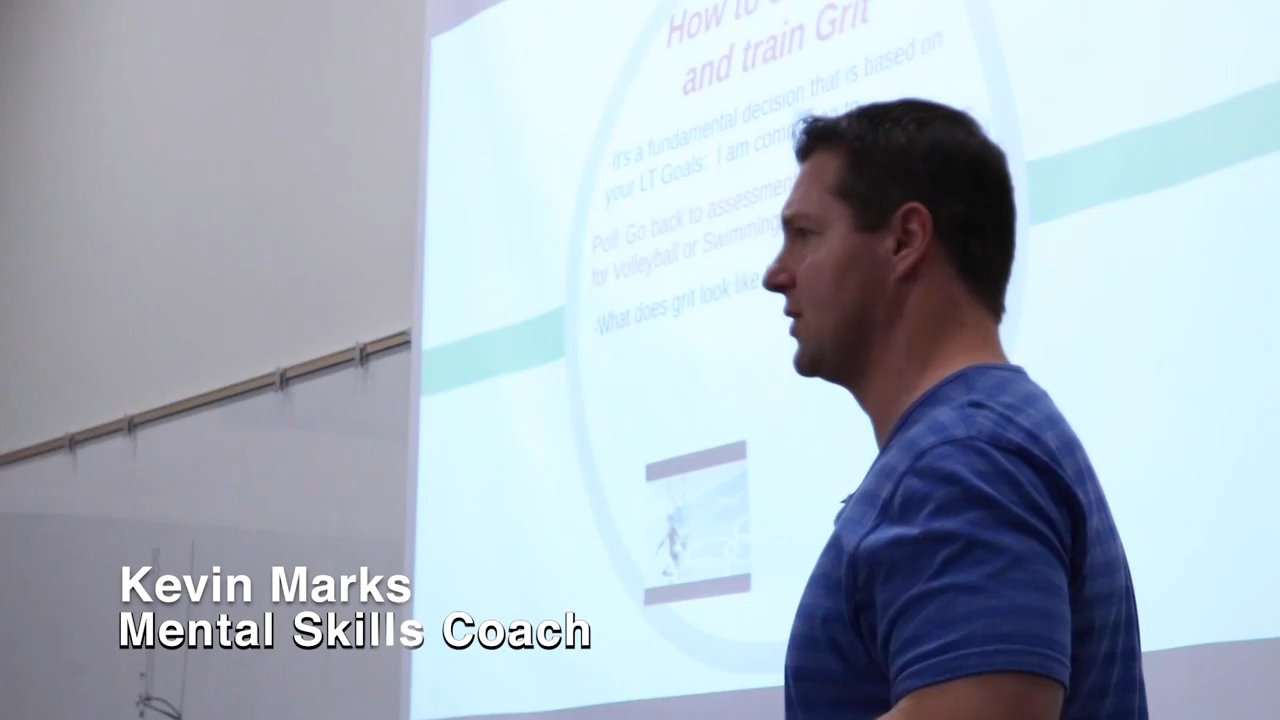 How to
and train Grit
-It's a fundamental decision that is based on
your LT Goals: I am
Poll: Go back to assessment
for Volleyball or Swimming
-What does grit look like
Kevin Marks
Mental Skills Coach